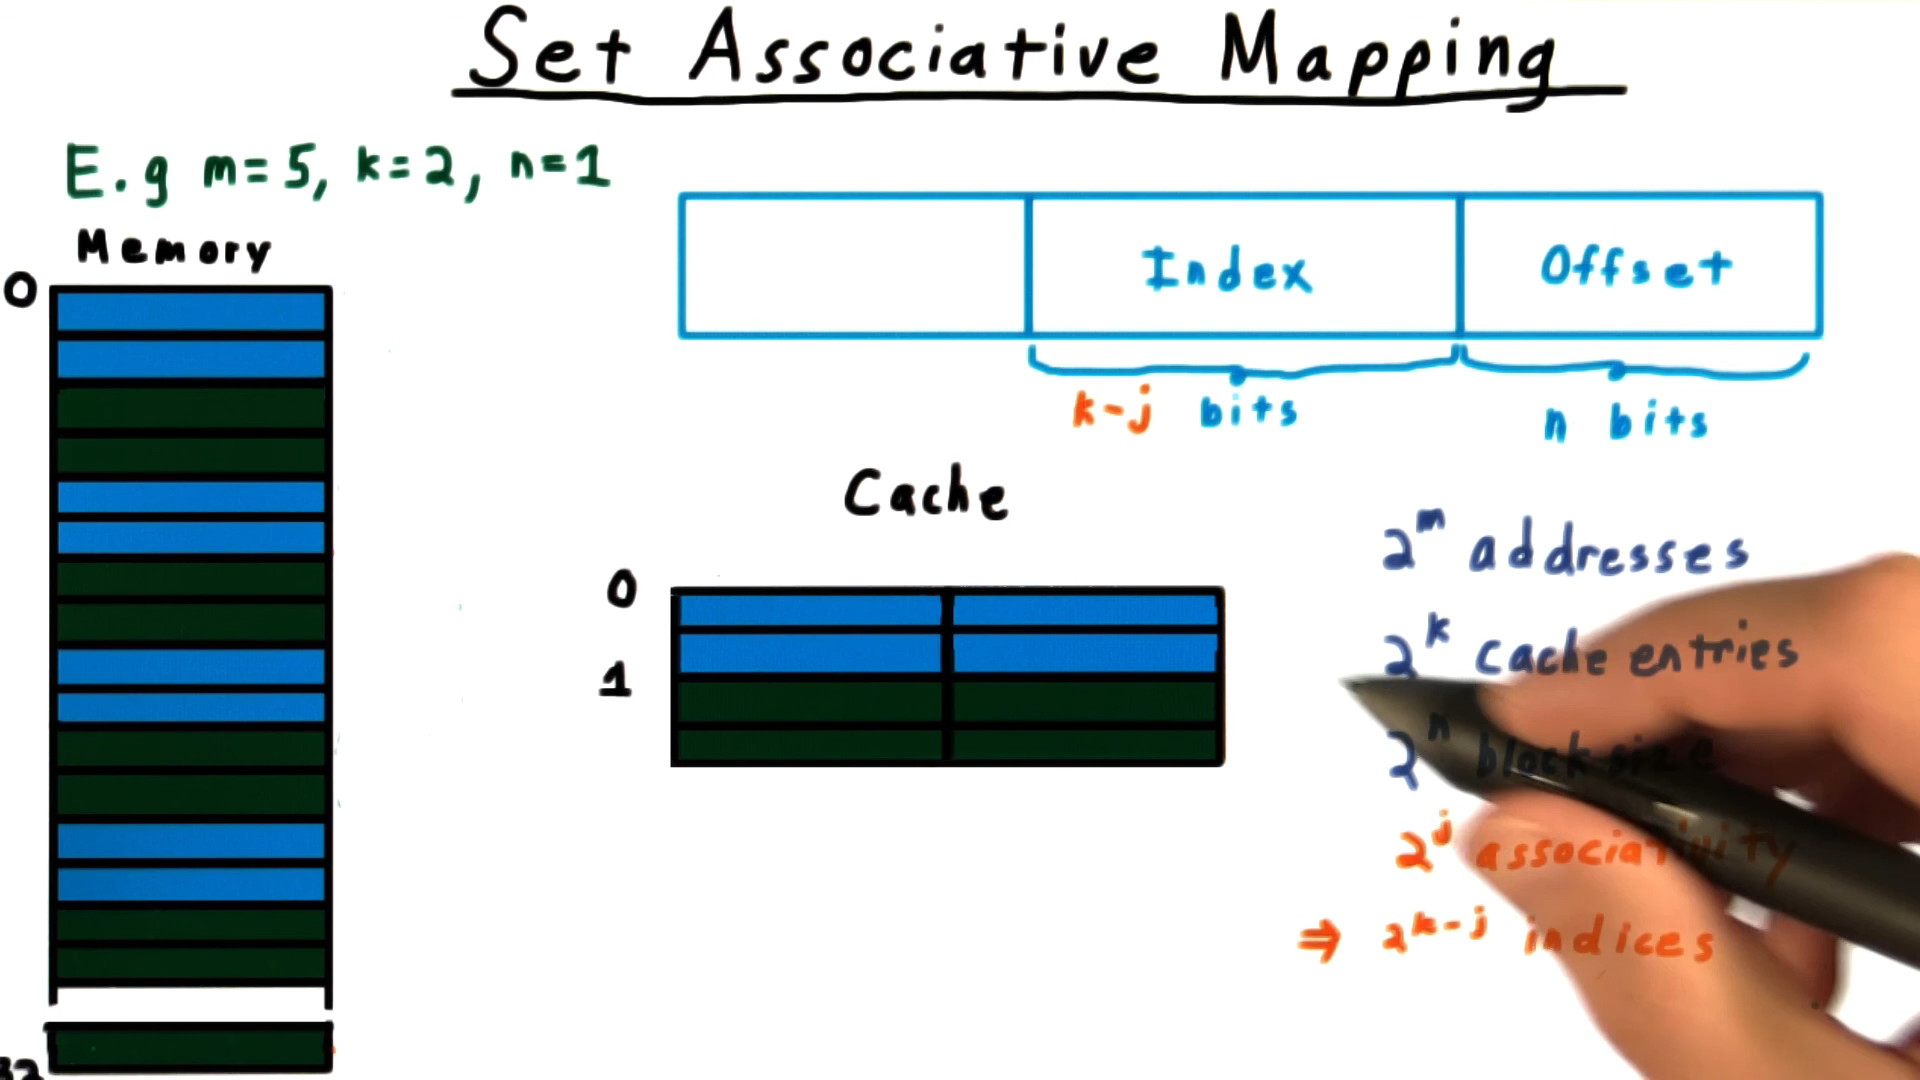 Set Associative Mapping
E.g m=5, k=2, n=1
Memory
0
Index
Offset
k-j bits
n bits
Cache
0
1
2^m addresses
2^k cache entries
2^n block size
2^j associativity
⇒ 2^k-j indices
32